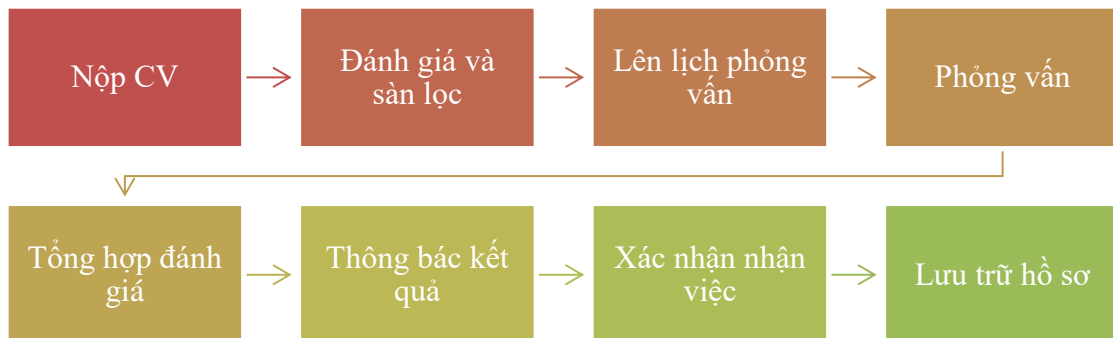 Nộp CV
Đánh giá và
sàn lọc
Lên lịch phỏng
vấn
Phỏng vấn
Tổng hợp đánh
giá
Thông bác kết
quả
Xác nhận nhận
việc
Lưu trữ hồ sơ